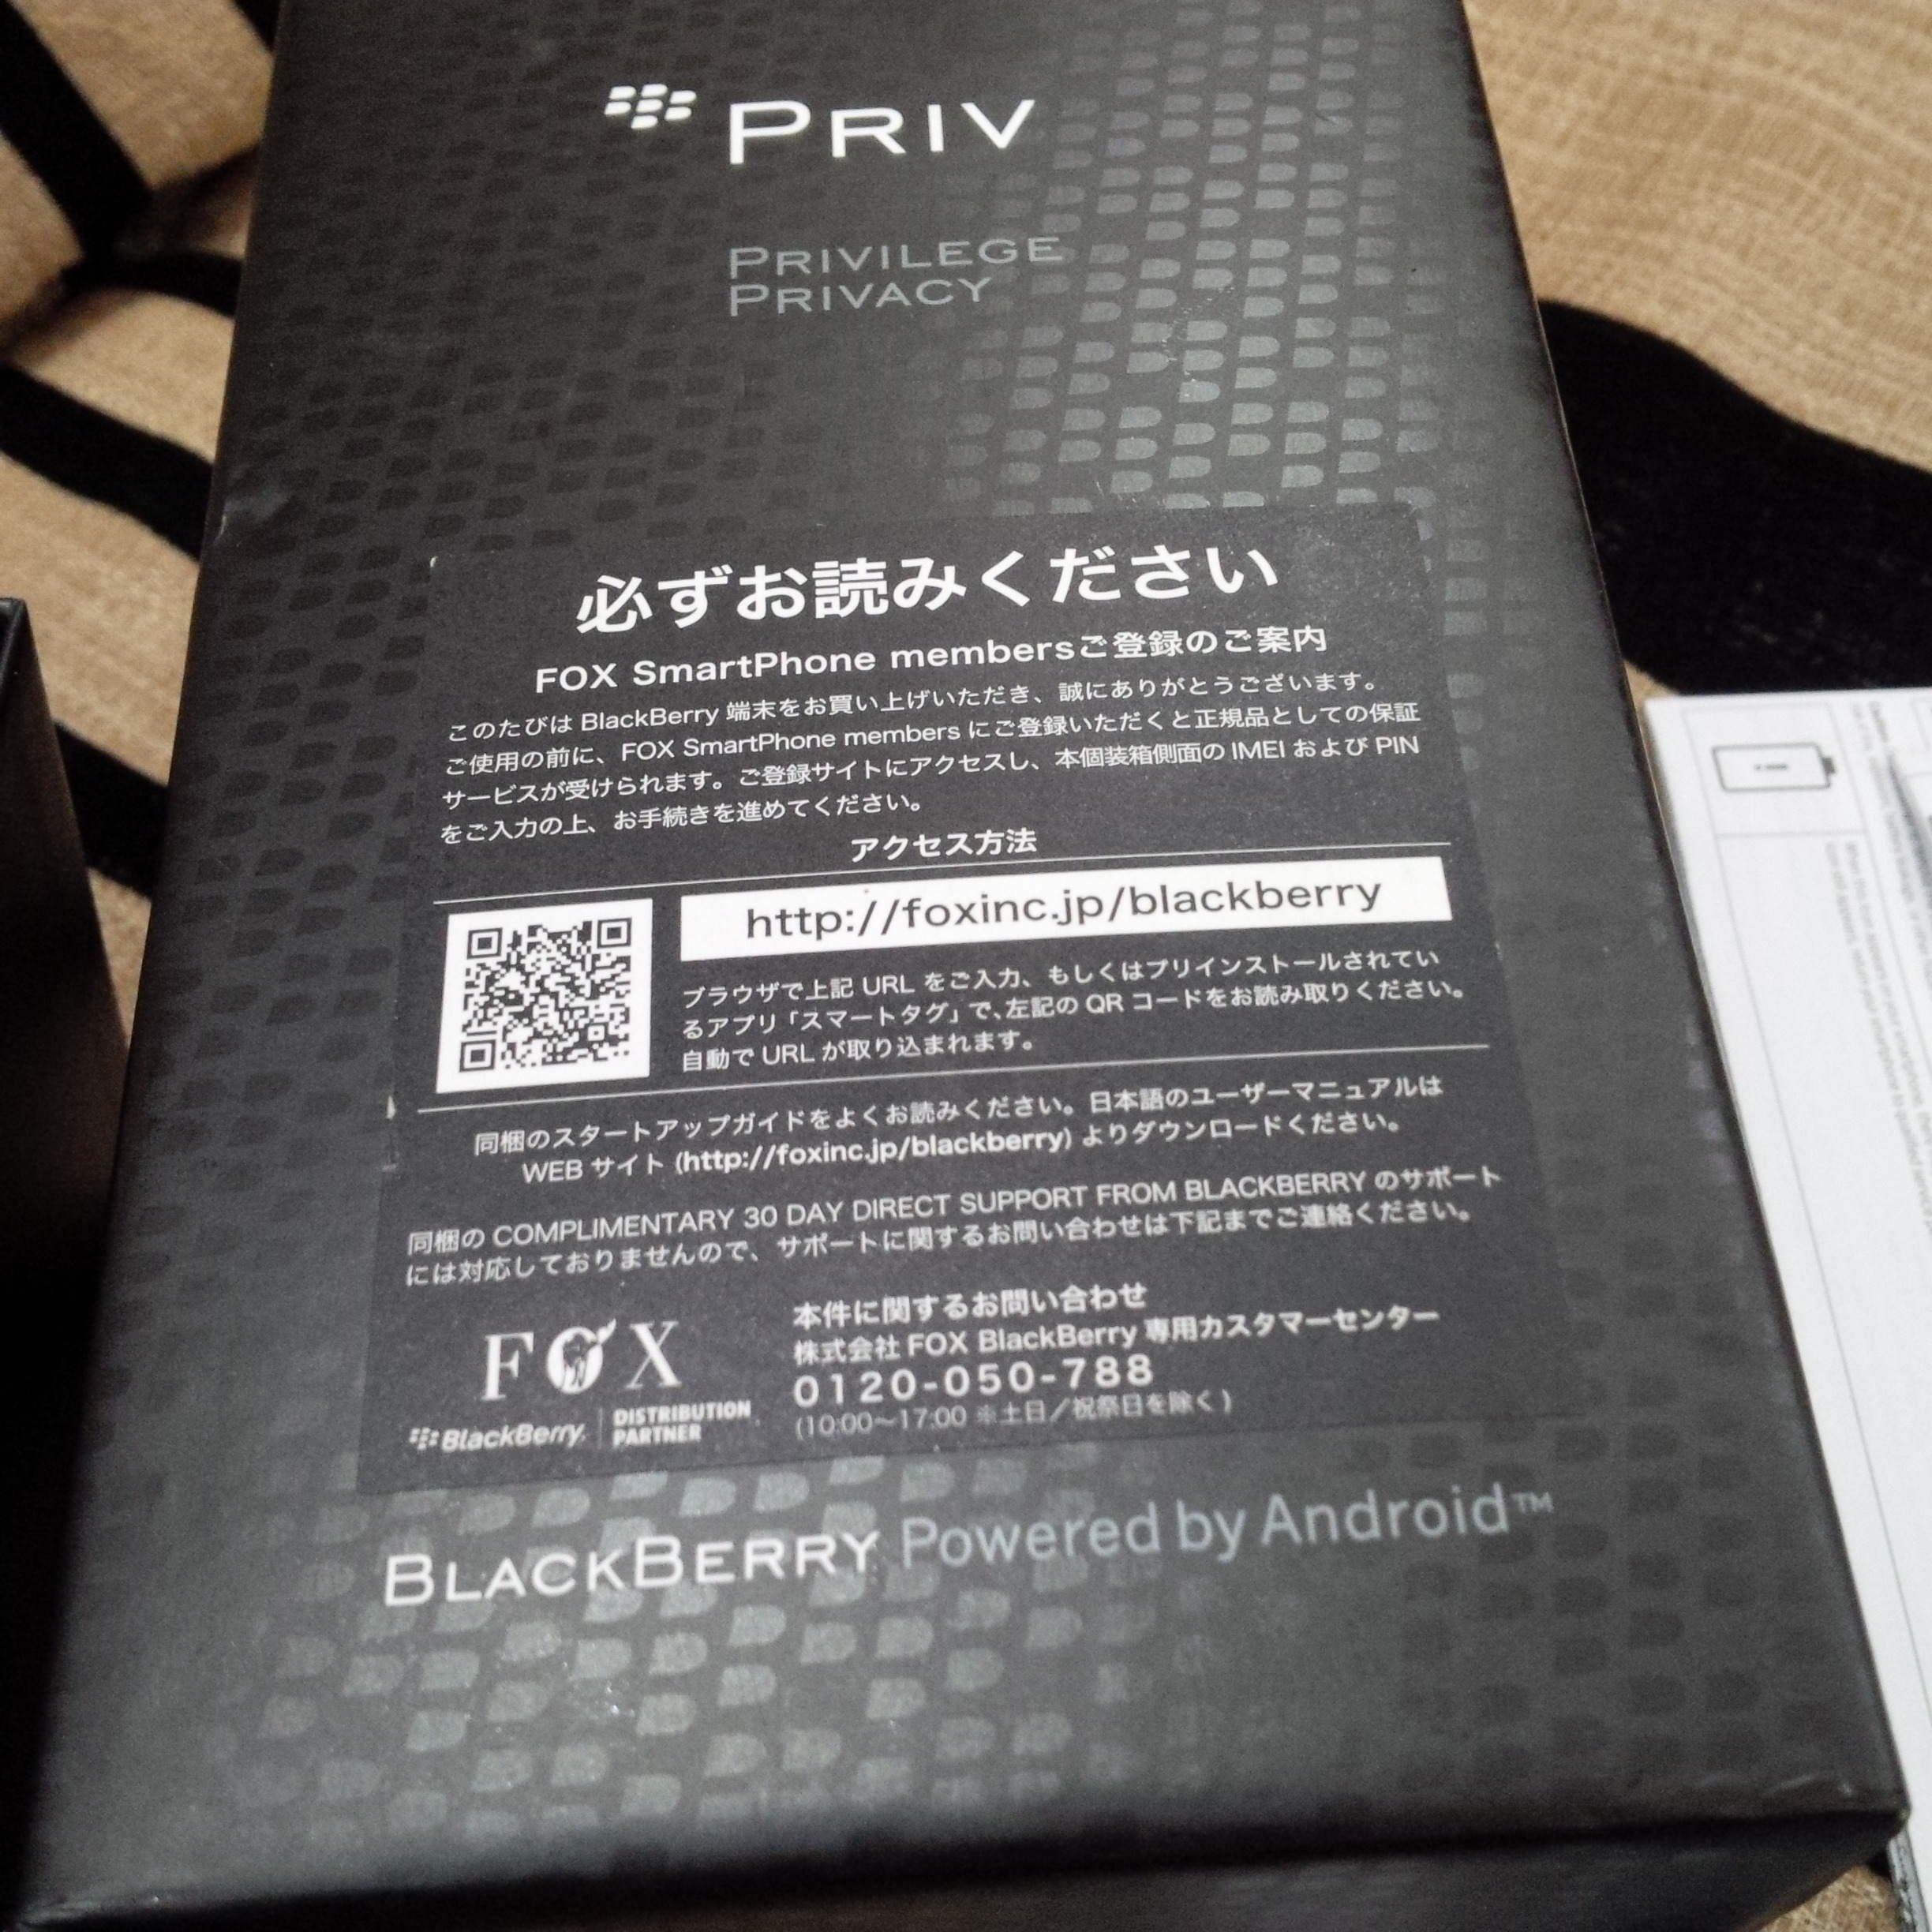 PRIV
PRIVILEGE
PRIVACY
必ずお読みください
FOX SmartPhone membersご登録のご案内
このたびは BlackBerry 端末をお買い上げいただき、誠にありがとうございます。
ご使用の前に、FOX SmartPhone members にご登録いただくと正規品としての保証
サービスが受けられます。ご登録サイトにアクセスし、本個装箱側面の IMEI および PIN
をご入力の上、お手続きを進めてください。
アクセス方法
http://foxinc.jp/blackberry
ブラウザで上記 URL をご入力、もしくはプリインストールされてい
るアプリ「スマートタグ」で、左記の QR コードをお読み取りください。
自動で URL が取り込まれます。
同梱のスタートアップガイドをよくお読みください。日本語のユーザーマニュアルは
WEB サイト (http://foxinc.jp/blackberry) よりダウンロードください。
同梱の COMPLIMENTARY 30 DAY DIRECT SUPPORT FROM BLACKBERRY のサポート
には対応しておりませんので、サポートに関するお問い合わせは下記までご連絡ください。
FOX
BlackBerry DISTRIBUTION
PARTNER
本件に関するお問い合わせ
株式会社 FOX BlackBerry 専用カスタマーセンター
0120-050-788
(10:00〜17:00 ※土日/祝祭日を除く)
BLACKBERRY Powered by Android™